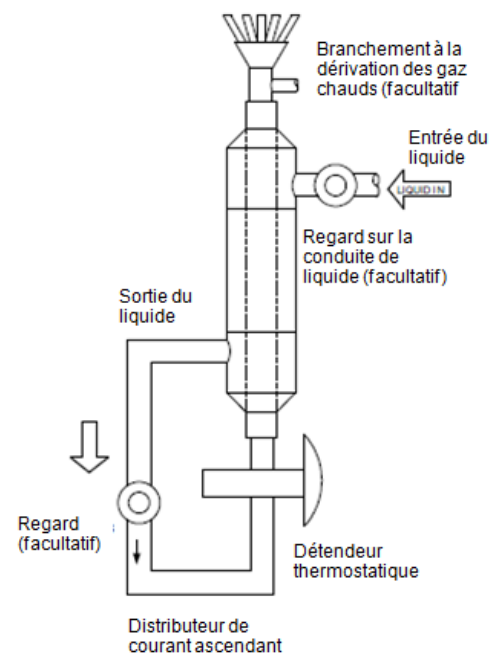 Branchement à la
dérivation des gaz
chauds (facultatif
Entrée du
liquide
LIQUID IN
Regard sur la
conduite de
liquide (facultatif)
Sortie du
liquide
Regard
(facultatif)
Détendeur
thermostatique
Distributeur de
courant ascendant